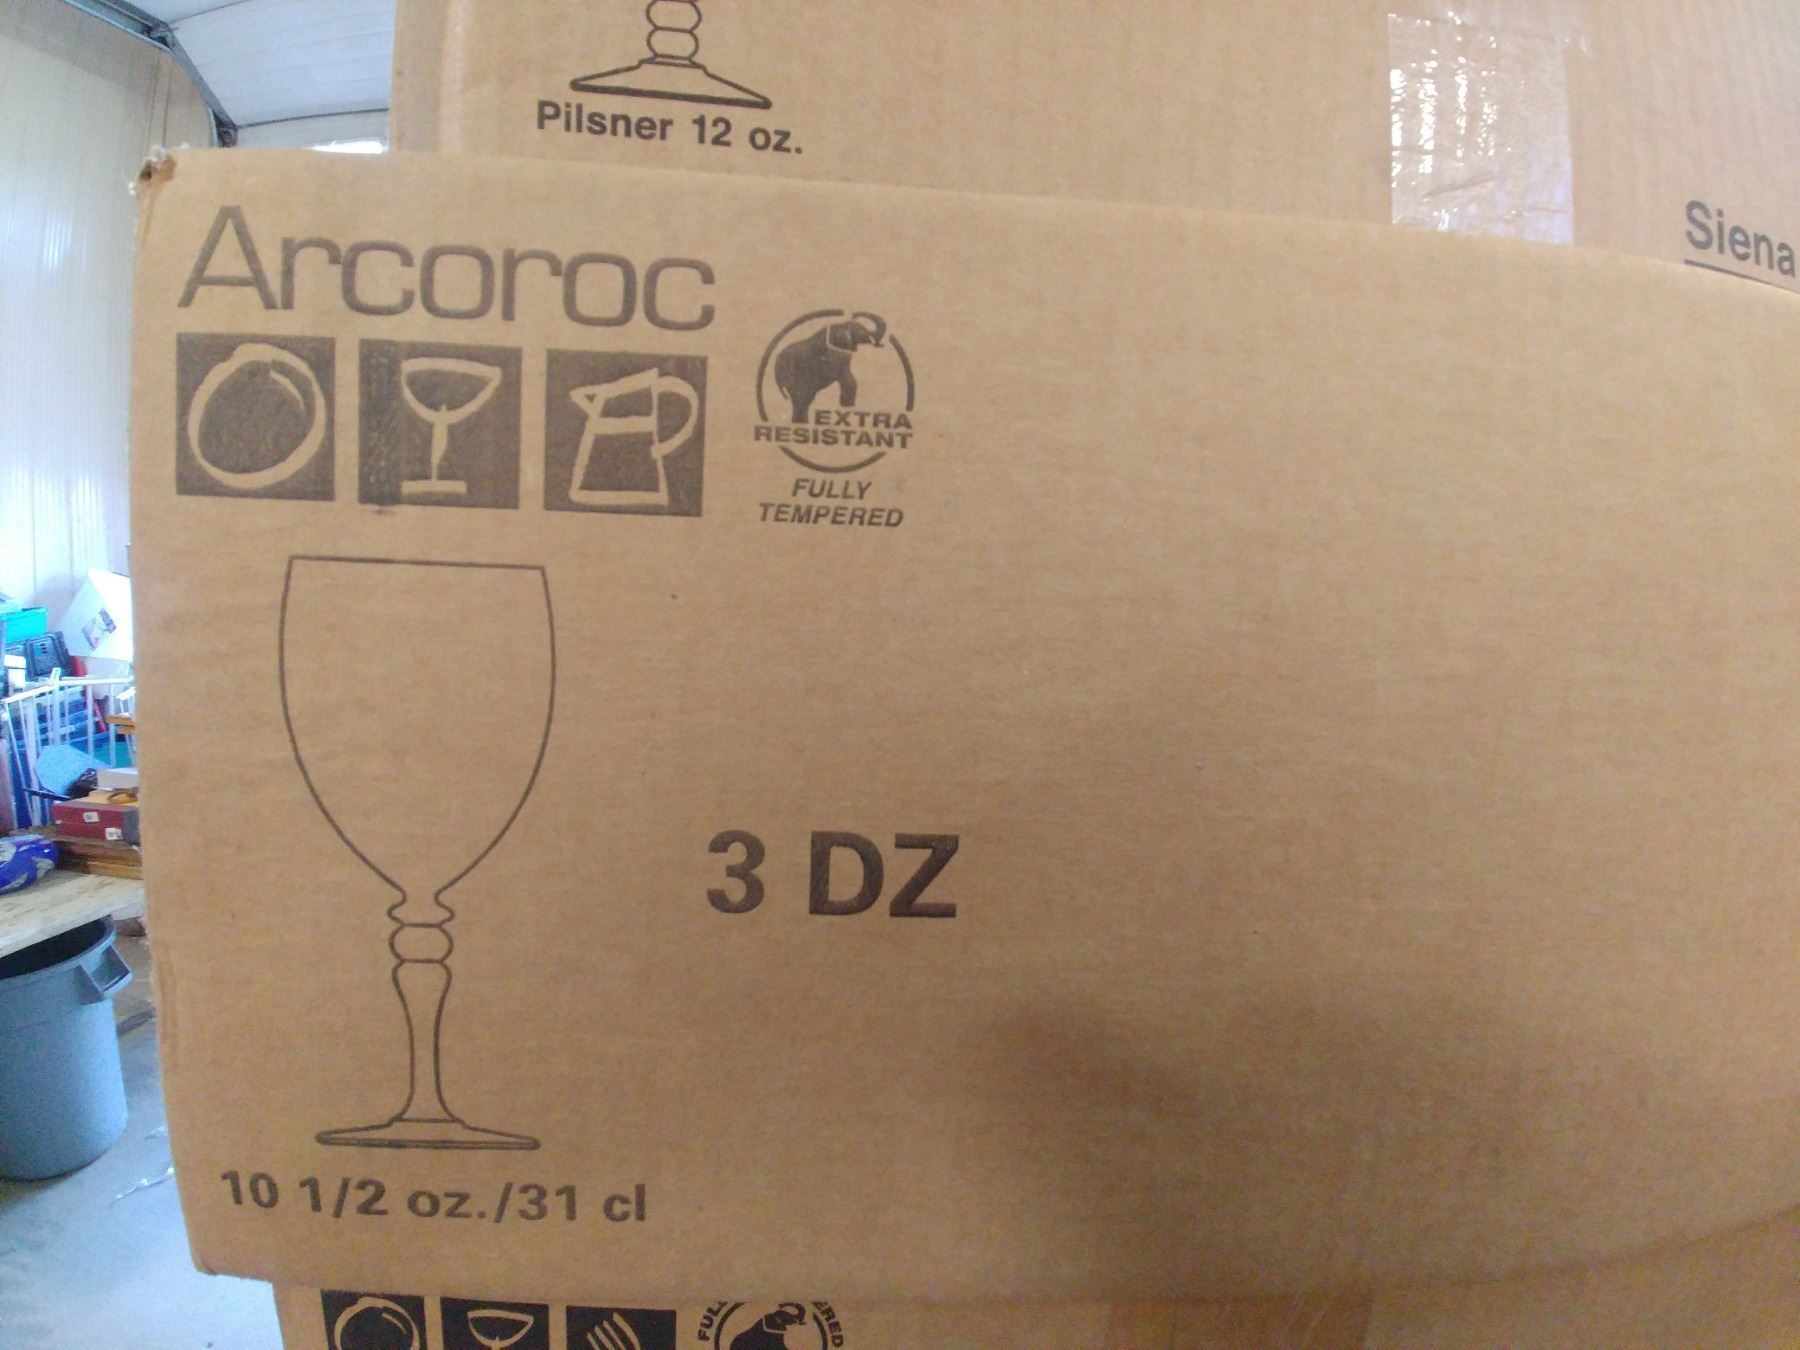 Pilsner 12 oz.
Siena
Arcoroc
EXTRA
RESISTANT
FULLY
TEMPERED
3 DZ
10 1/2 oz./31 cl